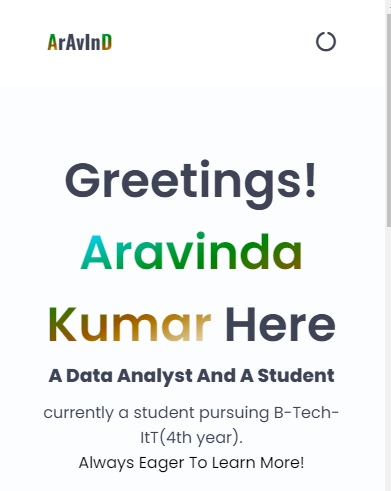 ArAvInD
Greetings!
Aravinda
Kumar Here
A Data Analyst And A Student
currently a student pursuing B-Tech-
ItT(4th year).
Always Eager To Learn More!